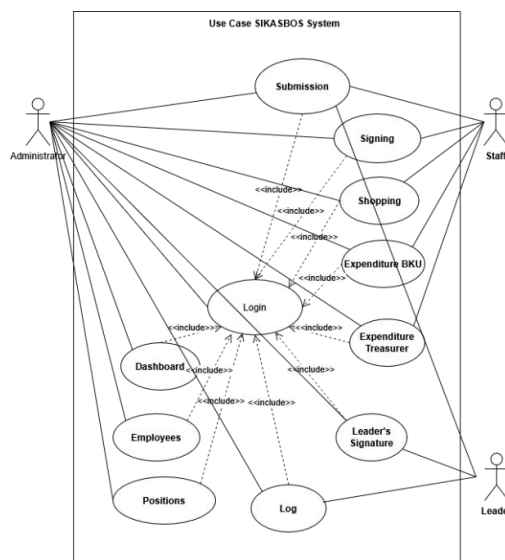 Use Case SIKASBOS System
Submission
Administrator
Staff
Signing
<<include>>
Shopping
<<include>>
<<include>>
Expenditure BKU
<<include>>
Login
<<include>>
<<include>>
Expenditure
Treasurer
Dashboard
<<include>>
<<include>>
<<include>>
<<include>>
Employees
Leader's
Signature
Positions
Log
Leader